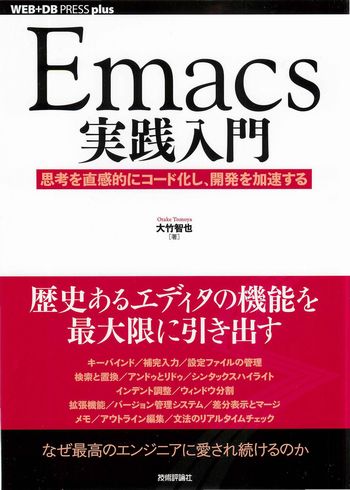 WEB+DB PRESS plus
Emacs
実践入門
思考を直感的にコード化し、開発を加速する
Otake Tomoya
大竹智也
[著]
歴史あるエディタの機能を
最大限に引き出す
キーバインド/補完入力/設定ファイルの管理
検索と置換/アンドゥとリドゥ/シンタックスハイライト
インデント調整/ウィンドウ分割
拡張機能/バージョン管理システム/差分表示とマージ
メモ/アウトライン編集/文法のリアルタイムチェック
なぜ最高のエンジニアに愛され続けるのか
技術評論社